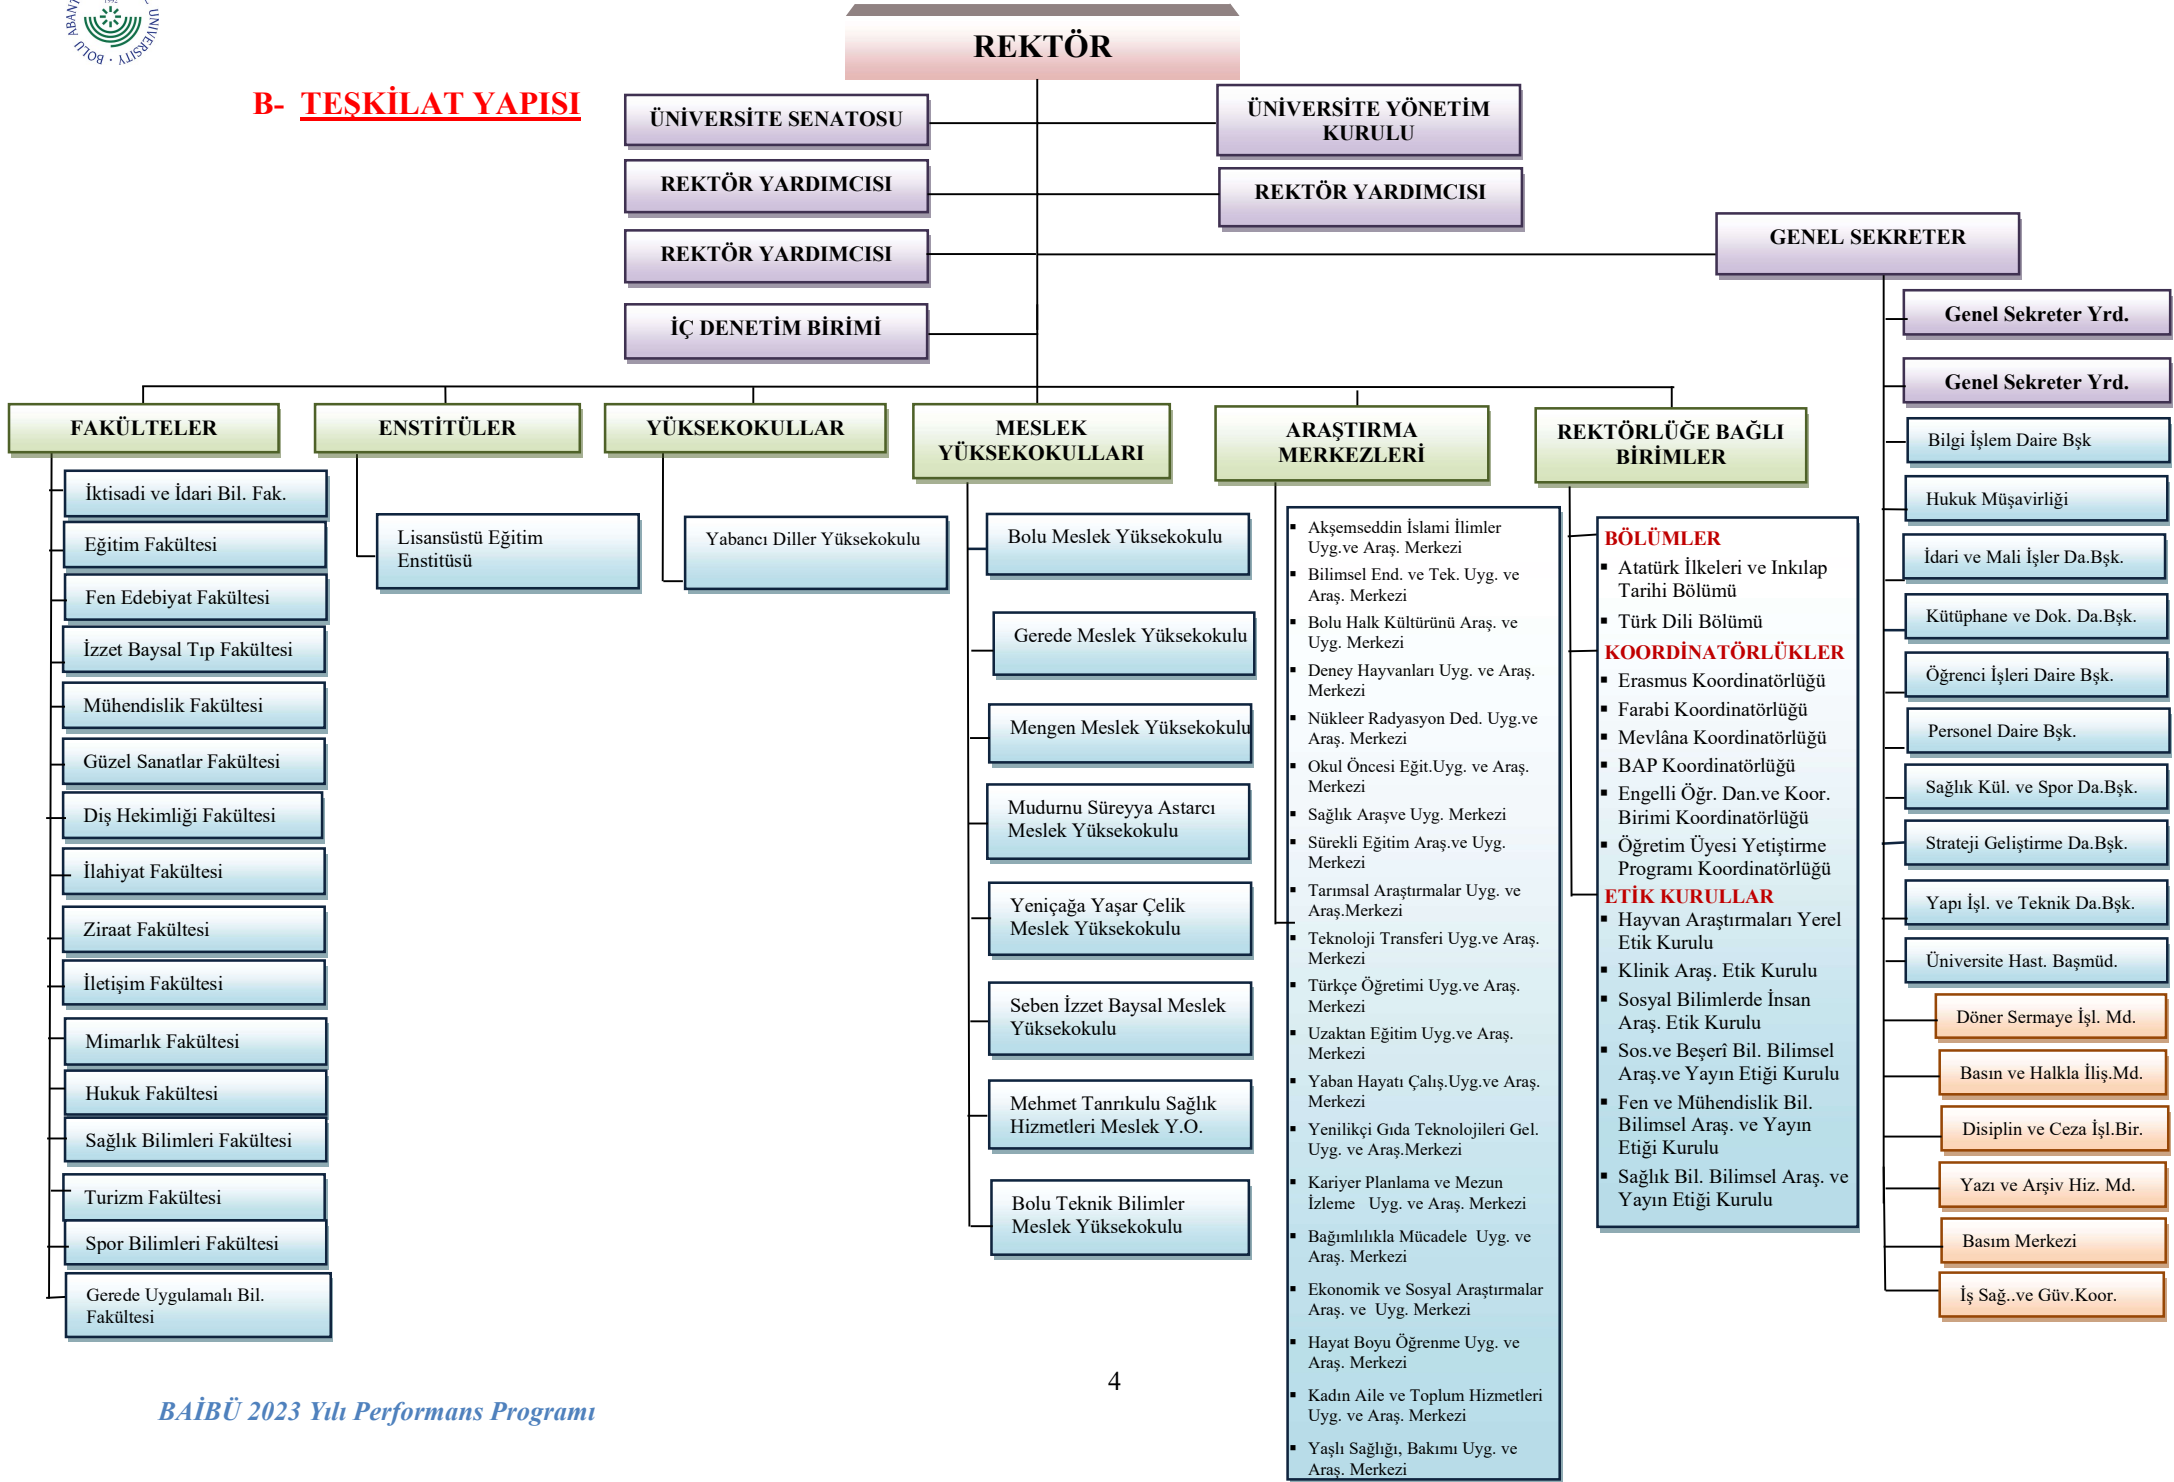 1992
ABANT
UNIVERSITY
BOLU
REKTÖR
B- TEŞKİLAT YAPISI
ÜNİVERSİTE SENATOSU
ÜNİVERSİTE YÖNETİM
KURULU
REKTÖR YARDIMCISI
REKTÖR YARDIMCISI
REKTÖR YARDIMCISI
GENEL SEKRETER
İÇ DENETİM BİRİMİ
FAKÜLTELER
İktisadi ve İdari Bil. Fak.
Eğitim Fakültesi
Fen Edebiyat Fakültesi
İzzet Baysal Tıp Fakültesi
Mühendislik Fakültesi
Güzel Sanatlar Fakültesi
Diş Hekimliği Fakültesi
İlahiyat Fakültesi
Ziraat Fakültesi
İletişim Fakültesi
Mimarlık Fakültesi
Hukuk Fakültesi
Sağlık Bilimleri Fakültesi
Turizm Fakültesi
Spor Bilimleri Fakültesi
Gerede Uygulamalı Bil.
Fakültesi
ENSTİTÜLER
Lisansüstü Eğitim
Enstitüsü
YÜKSEKOKULLAR
Yabancı Diller Yüksekokulu
MESLEK
YÜKSEKOKULLARI
Bolu Meslek Yüksekokulu
Gerede Meslek Yüksekokulu
Mengen Meslek Yüksekokulu
Mudurnu Süreyya Astarcı
Meslek Yüksekokulu
Yeniçağa Yaşar Çelik
Meslek Yüksekokulu
Seben İzzet Baysal Meslek
Yüksekokulu
Mehmet Tanrıkulu Sağlık
Hizmetleri Meslek Y.O.
Bolu Teknik Bilimler
Meslek Yüksekokulu
ARAŞTIRMA
MERKEZLERİ
▪ Akşemseddin İslami İlimler
Uyg.ve Araş. Merkezi
▪ Bilimsel End. ve Tek. Uyg. ve
Araş. Merkezi
▪ Bolu Halk Kültürünü Araş. ve
Uyg. Merkezi
▪ Deney Hayvanları Uyg. ve Araş.
Merkezi
▪ Nükleer Radyasyon Ded. Uyg.ve
Araş. Merkezi
▪ Okul Öncesi Eğit.Uyg. ve Araş.
Merkezi
▪ Sağlık Araşve Uyg. Merkezi
▪ Sürekli Eğitim Araş.ve Uyg.
Merkezi
▪ Tarımsal Araştırmalar Uyg. ve
Araş.Merkezi
▪ Teknoloji Transferi Uyg.ve Araş.
Merkezi
▪ Türkçe Öğretimi Uyg.ve Araş.
Merkezi
▪ Uzaktan Eğitim Uyg.ve Araş.
Merkezi
▪ Yaban Hayatı Çalış.Uyg.ve Araş.
Merkezi
▪ Yenilikçi Gıda Teknolojileri Gel.
Uyg. ve Araş.Merkezi
▪ Kariyer Planlama ve Mezun
İzleme Uyg. ve Araş. Merkezi
▪ Bağımlılıkla Mücadele Uyg. ve
Araş. Merkezi
▪ Ekonomik ve Sosyal Araştırmalar
Araş. ve Uyg. Merkezi
▪ Hayat Boyu Öğrenme Uyg. ve
Araş. Merkezi
▪ Kadın Aile ve Toplum Hizmetleri
Uyg. ve Araş. Merkezi
▪ Yaşlı Sağlığı, Bakımı Uyg. ve
Araş. Merkezi
REKTÖRLÜĞE BAĞLI
BİRİMLER
BÖLÜMLER
▪ Atatürk İlkeleri ve Inkılap
Tarihi Bölümü
▪ Türk Dili Bölümü
KOORDİNATÖRLÜKLER
▪ Erasmus Koordinatörlüğü
▪ Farabi Koordinatörlüğü
▪ Mevlâna Koordinatörlüğü
▪ BAP Koordinatörlüğü
▪ Engelli Öğr. Dan.ve Koor.
Birimi Koordinatörlüğü
▪ Öğretim Üyesi Yetiştirme
Programı Koordinatörlüğü
ETİK KURULLAR
▪ Hayvan Araştırmaları Yerel
Etik Kurulu
▪ Klinik Araş. Etik Kurulu
▪ Sosyal Bilimlerde İnsan
Araş. Etik Kurulu
▪ Sos.ve Beşerî Bil. Bilimsel
Araş.ve Yayın Etiği Kurulu
▪ Fen ve Mühendislik Bil.
Bilimsel Araş. ve Yayın
Etiği Kurulu
▪ Sağlık Bil. Bilimsel Araş. ve
Yayın Etiği Kurulu
Genel Sekreter Yrd.
Genel Sekreter Yrd.
Bilgi İşlem Daire Bşk
Hukuk Müşavirliği
İdari ve Mali İşler Da.Bşk.
Kütüphane ve Dok. Da.Bşk.
Öğrenci İşleri Daire Bşk.
Personel Daire Bşk.
Sağlık Kül. ve Spor Da.Bşk.
Strateji Geliştirme Da.Bşk.
Yapı İşl. ve Teknik Da.Bşk.
Üniversite Hast. Başmüd.
Döner Sermaye İşl. Md.
Basın ve Halkla İliş.Md.
Disiplin ve Ceza İşl.Bir.
Yazı ve Arşiv Hiz. Md.
Basım Merkezi
İş Sağ..ve Güv.Koor.
4
BAİBÜ 2023 Yılı Performans Programı